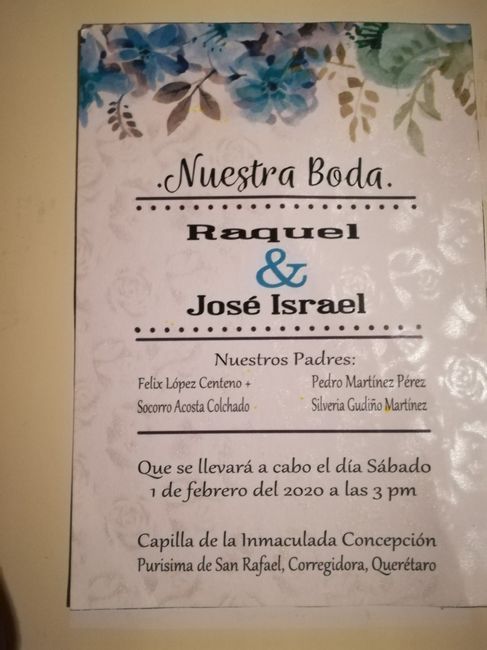 .Nuestra Boda.
Raquel
&
José Israel
Nuestros Padres:
Felix López Centeno + Pedro Martínez Pérez
Socorro Acosta Colchado Silveria Gudiño Martínez
Que se llevará a cabo el día Sábado
1 de febrero del 2020 a las 3 pm
Capilla de la Inmaculada Concepción
Purisima de San Rafael, Corregidora, Querétaro